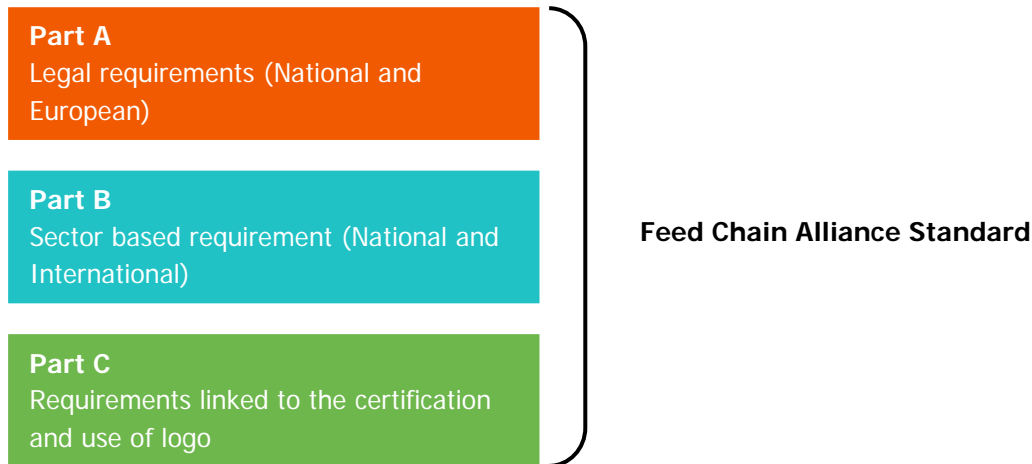 Part A
Legal requirements (National and
European)
Part B
Sector based requirement (National and
International)
Part C
Requirements linked to the certification
and use of logo
Feed Chain Alliance Standard